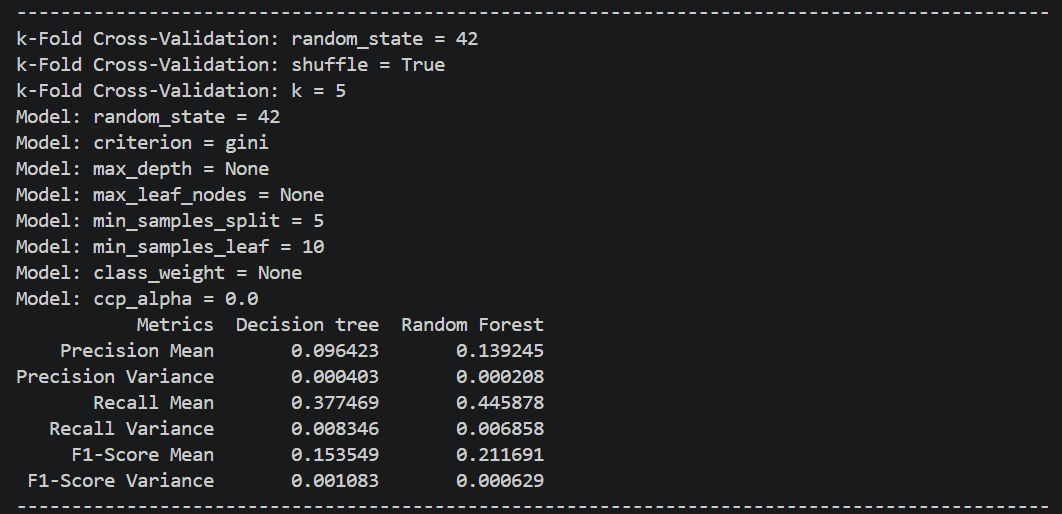 ----------------------------------------------------------------------------------------------
k-Fold Cross-Validation: random_state = 42
k-Fold Cross-Validation: shuffle = True
k-Fold Cross-Validation: k = 5
Model: random_state = 42
Model: criterion = gini
Model: max_depth = None
Model: max_leaf_nodes = None
Model: min_samples_split = 5
Model: min_samples_leaf = 10
Model: class_weight = None
Model: ccp_alpha = 0.0
           Metrics  Decision tree  Random Forest
    Precision Mean       0.096423       0.139245
Precision Variance       0.000403       0.000208
       Recall Mean       0.377469       0.445878
   Recall Variance       0.008346       0.006858
     F1-Score Mean       0.153549       0.211691
 F1-Score Variance       0.001083       0.000629
----------------------------------------------------------------------------------------------